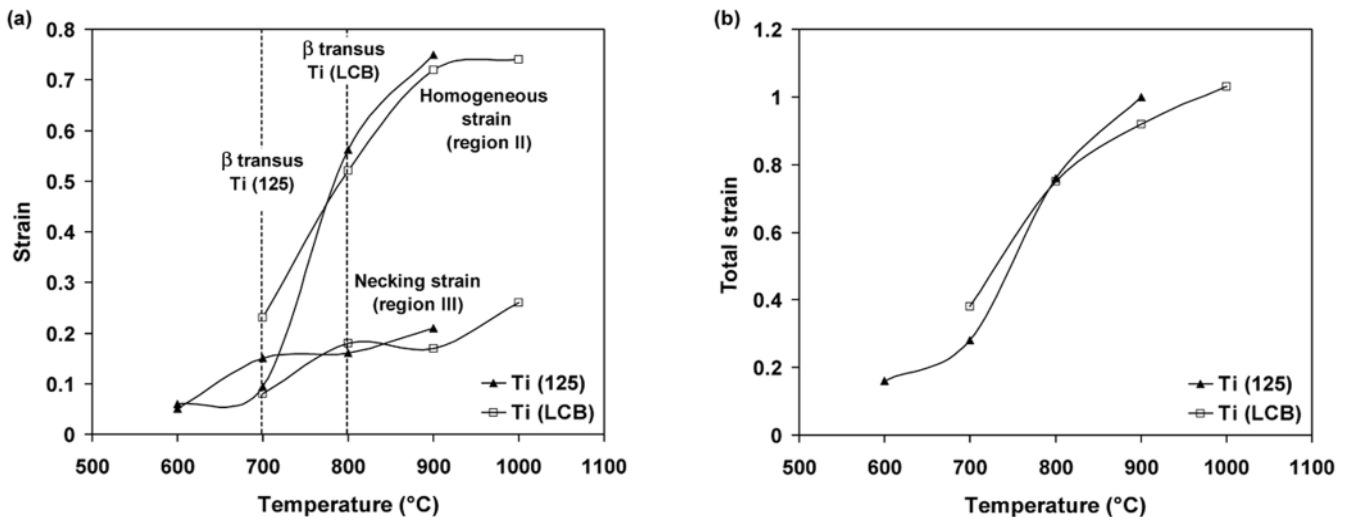 (a)
0.8
0.7
0.6
0.5
0.4
0.3
0.2
0.1
0
Strain
500 600 700 800 900 1000 1100
Temperature (°C)
β transus
Ti (125)
β transus
Ti (LCB)
Homogeneous
strain
(region II)
Necking strain
(region III)
Ti (125)
Ti (LCB)
(b)
1.2
1
0.8
0.6
0.4
0.2
0
Total strain
500 600 700 800 900 1000 1100
Temperature (°C)
Ti (125)
Ti (LCB)